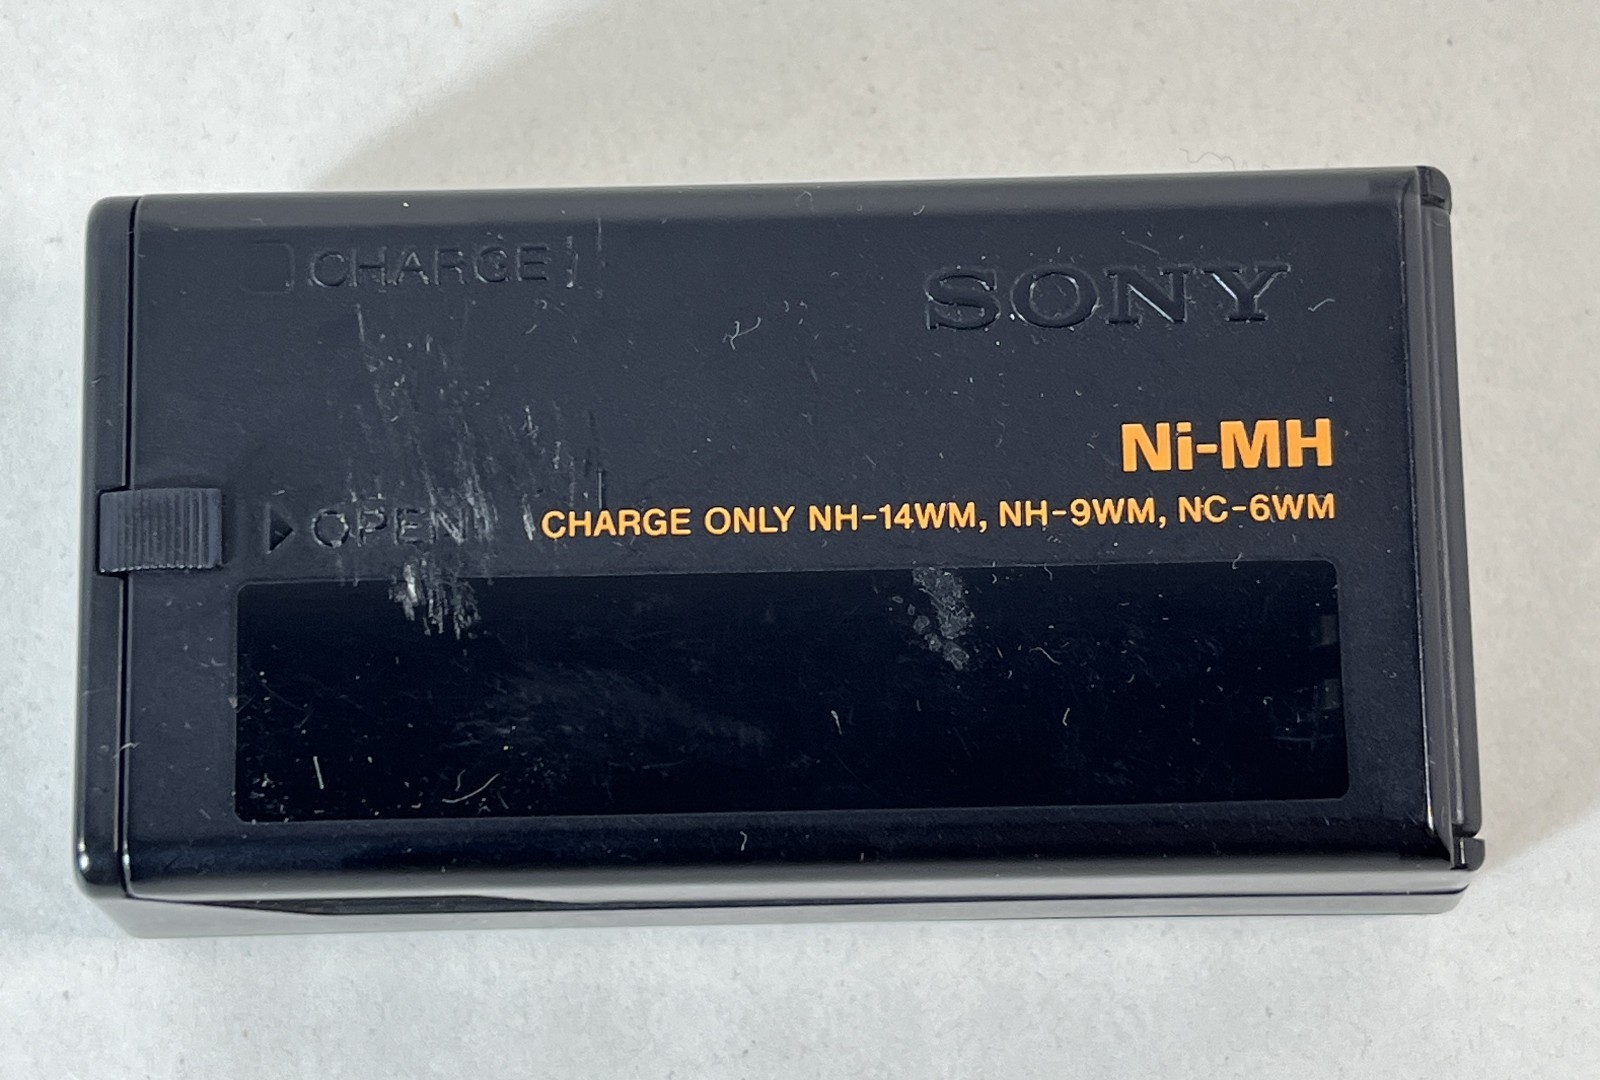 CHARGE
SONY
Ni-MH
OPEN
CHARGE ONLY NH-14WM, NH-9WM, NC-6WM